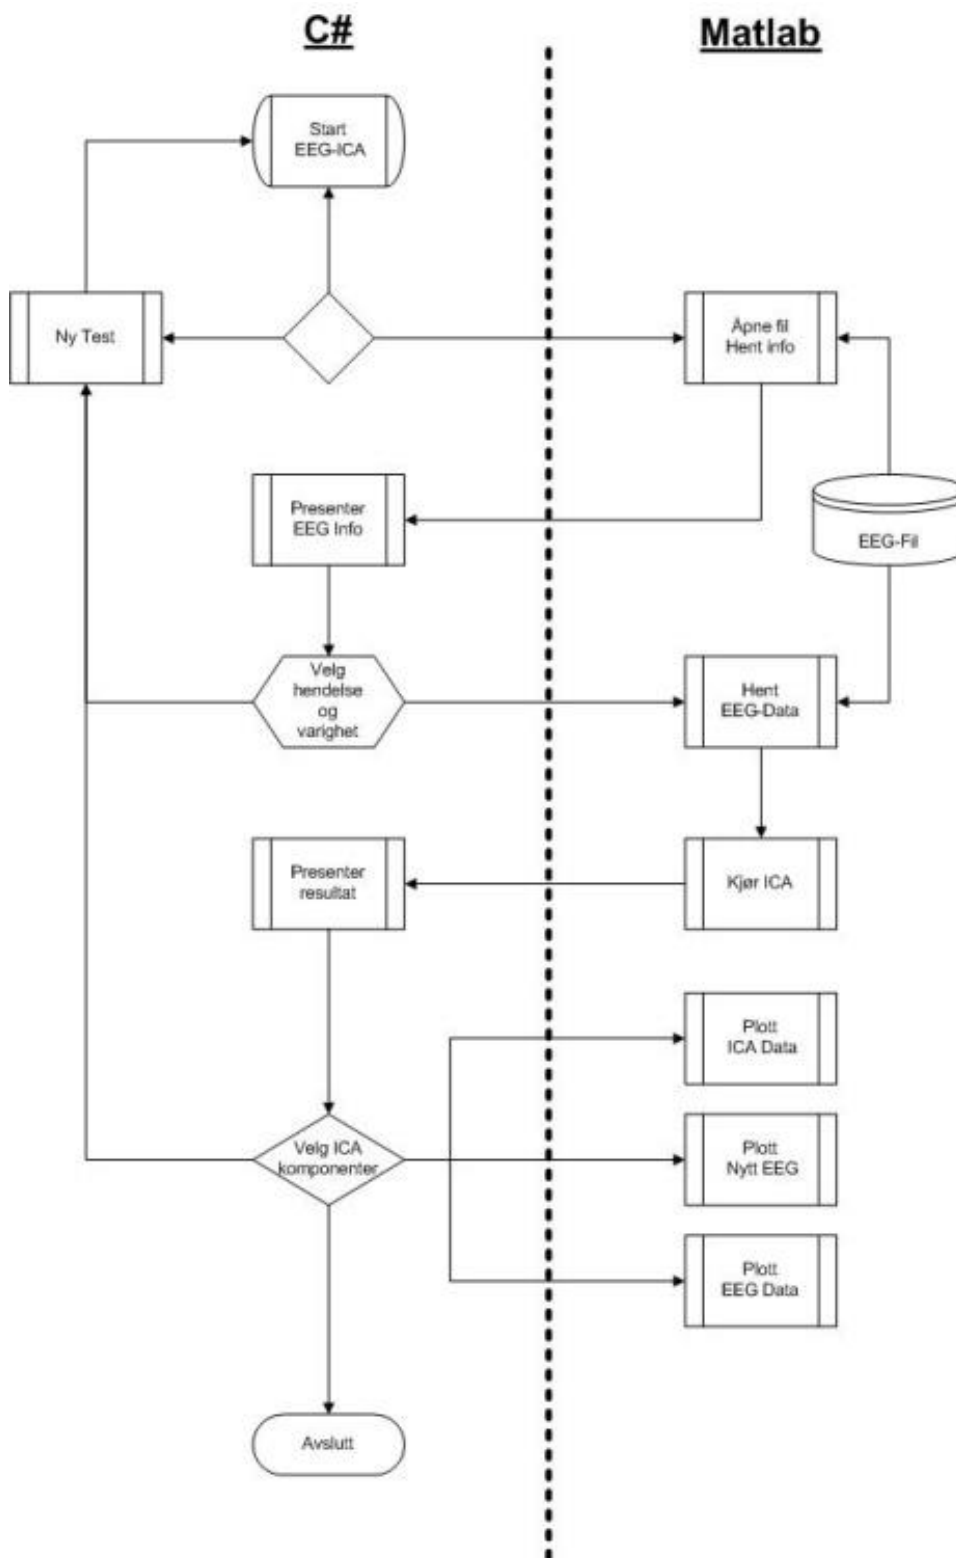 C#
Matlab
Start
EEG-ICA
Ny Test
Åpne fil
Hent info
Presenter
EEG Info
EEG-Fil
Velg
hendelse
og
varighet
Hent
EEG-Data
Presenter
resultat
Kjør ICA
Plott
ICA Data
Velg ICA
komponenter
Plott
Nytt EEG
Plott
EEG Data
Avslutt